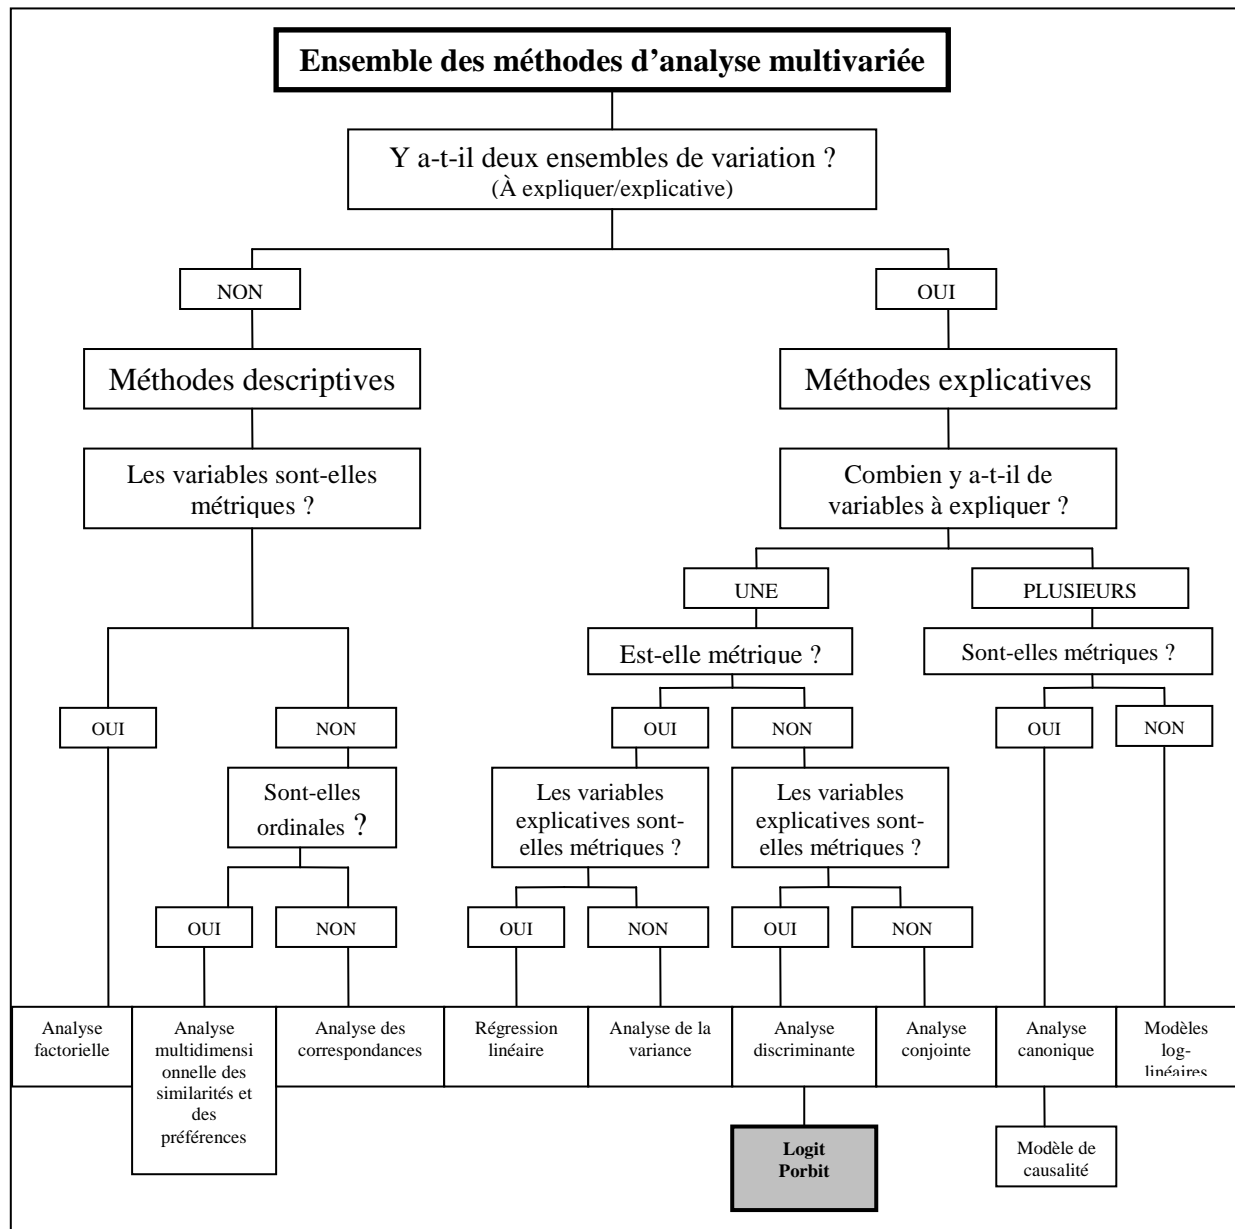 Ensemble des méthodes d’analyse multivariée
Y a-t-il deux ensembles de variation ?
(À expliquer/explicative)
NON
OUI
Méthodes descriptives
Méthodes explicatives
Les variables sont-elles
métriques ?
Combien y a-t-il de
variables à expliquer ?
UNE
PLUSIEURS
Est-elle métrique ?
Sont-elles métriques ?
OUI
NON
OUI
NON
OUI
NON
Sont-elles
ordinales ?
Les variables
explicatives sont-
elles métriques ?
Les variables
explicatives sont-
elles métriques ?
OUI
NON
OUI
NON
OUI
NON
Analyse
factorielle
Analyse
multidimensi
onnelle des
similarités et
des
préférences
Analyse des
correspondances
Régression
linéaire
Analyse de la
variance
Analyse
discriminante
Analyse
conjointe
Analyse
canonique
Modèles
log-
linéaires
Logit
Porbit
Modèle de
causalité